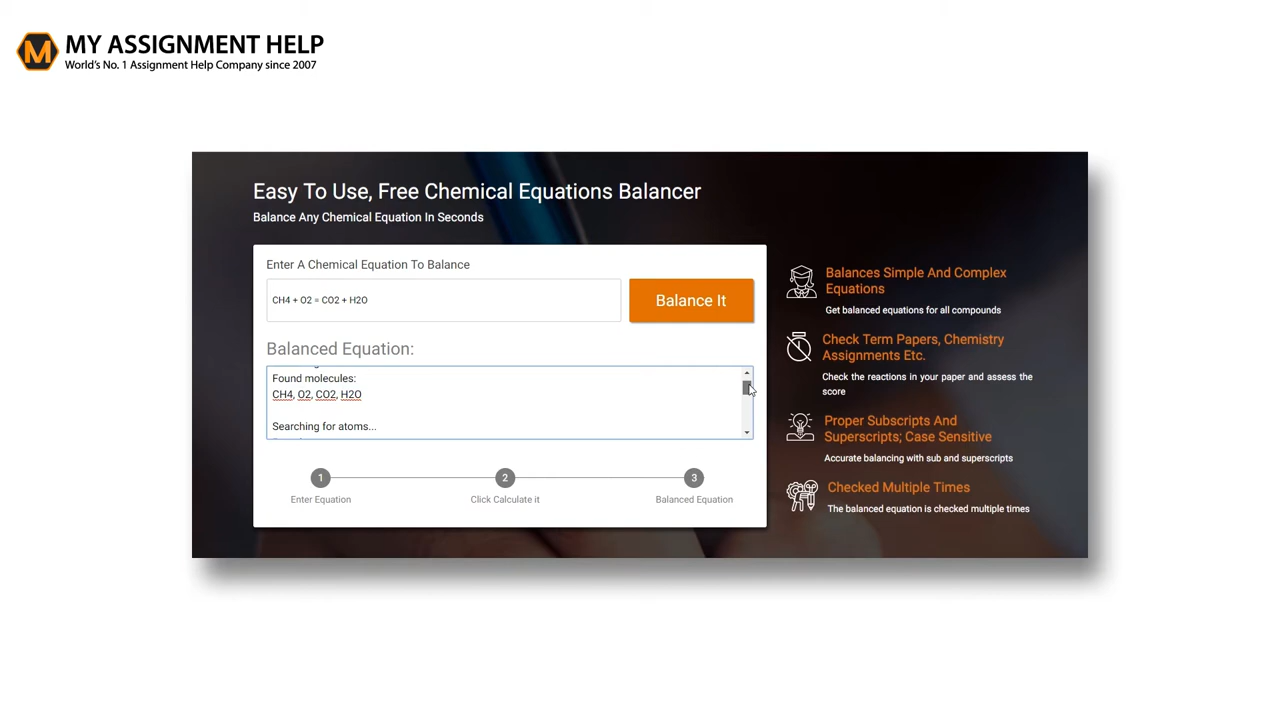 M
MY ASSIGNMENT HELP
World's No. 1 Assignment Help Company since 2007
Easy To Use, Free Chemical Equations Balancer
Balance Any Chemical Equation In Seconds
Enter A Chemical Equation To Balance
CH4 + O2 = CO2 + H2O
Balance It
Balanced Equation:
Found molecules:
CH4, O2, CO2, H2O
Searching for atoms...
1
2
3
Enter Equation
Click Calculate it
Balanced Equation
Balances Simple And Complex
Equations
Get balanced equations for all compounds
Check Term Papers, Chemistry
Assignments Etc.
Check the reactions in your paper and assess the
score
Proper Subscripts And
Superscripts; Case Sensitive
Accurate balancing with sub and superscripts
Checked Multiple Times
The balanced equation is checked multiple times